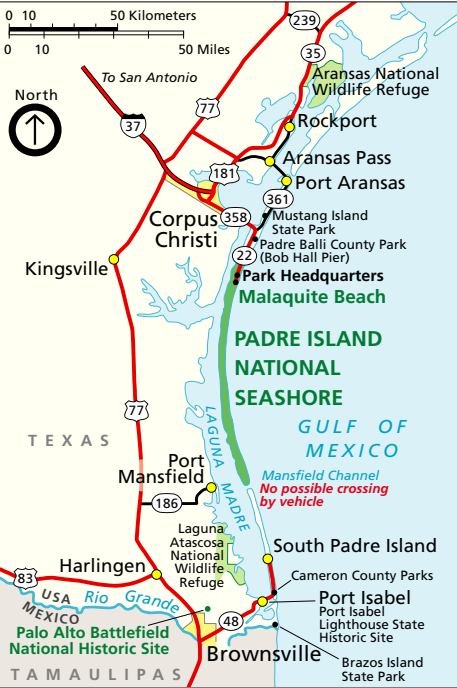 0 10 50 Kilometers
0 10 50 Miles
239
35
To San Antonio
Aransas National
Wildlife Refuge
North
77
37
Rockport
Aransas Pass
181
Port Aransas
361
Corpus
Christi
358
Mustang Island
State Park
Padre Balli County Park
(Bob Hall Pier)
22
Kingsville
Park Headquarters
Malaquite Beach
PADRE ISLAND
NATIONAL
SEASHORE
77
GULF OF
MEXICO
TEXAS
LAGUNA MADRE
Port
Mansfield
Mansfield Channel
No possible crossing
by vehicle
186
Laguna
Atascosa
National
Wildlife
Refuge
South Padre Island
Harlingen
83
Cameron County Parks
USA
MEXICO
Rio Grande
Port Isabel
Port Isabel
Lighthouse State
Historic Site
48
Palo Alto Battlefield
National Historic Site
Brownsville
Brazos Island
State Park
TAMAULIPAS